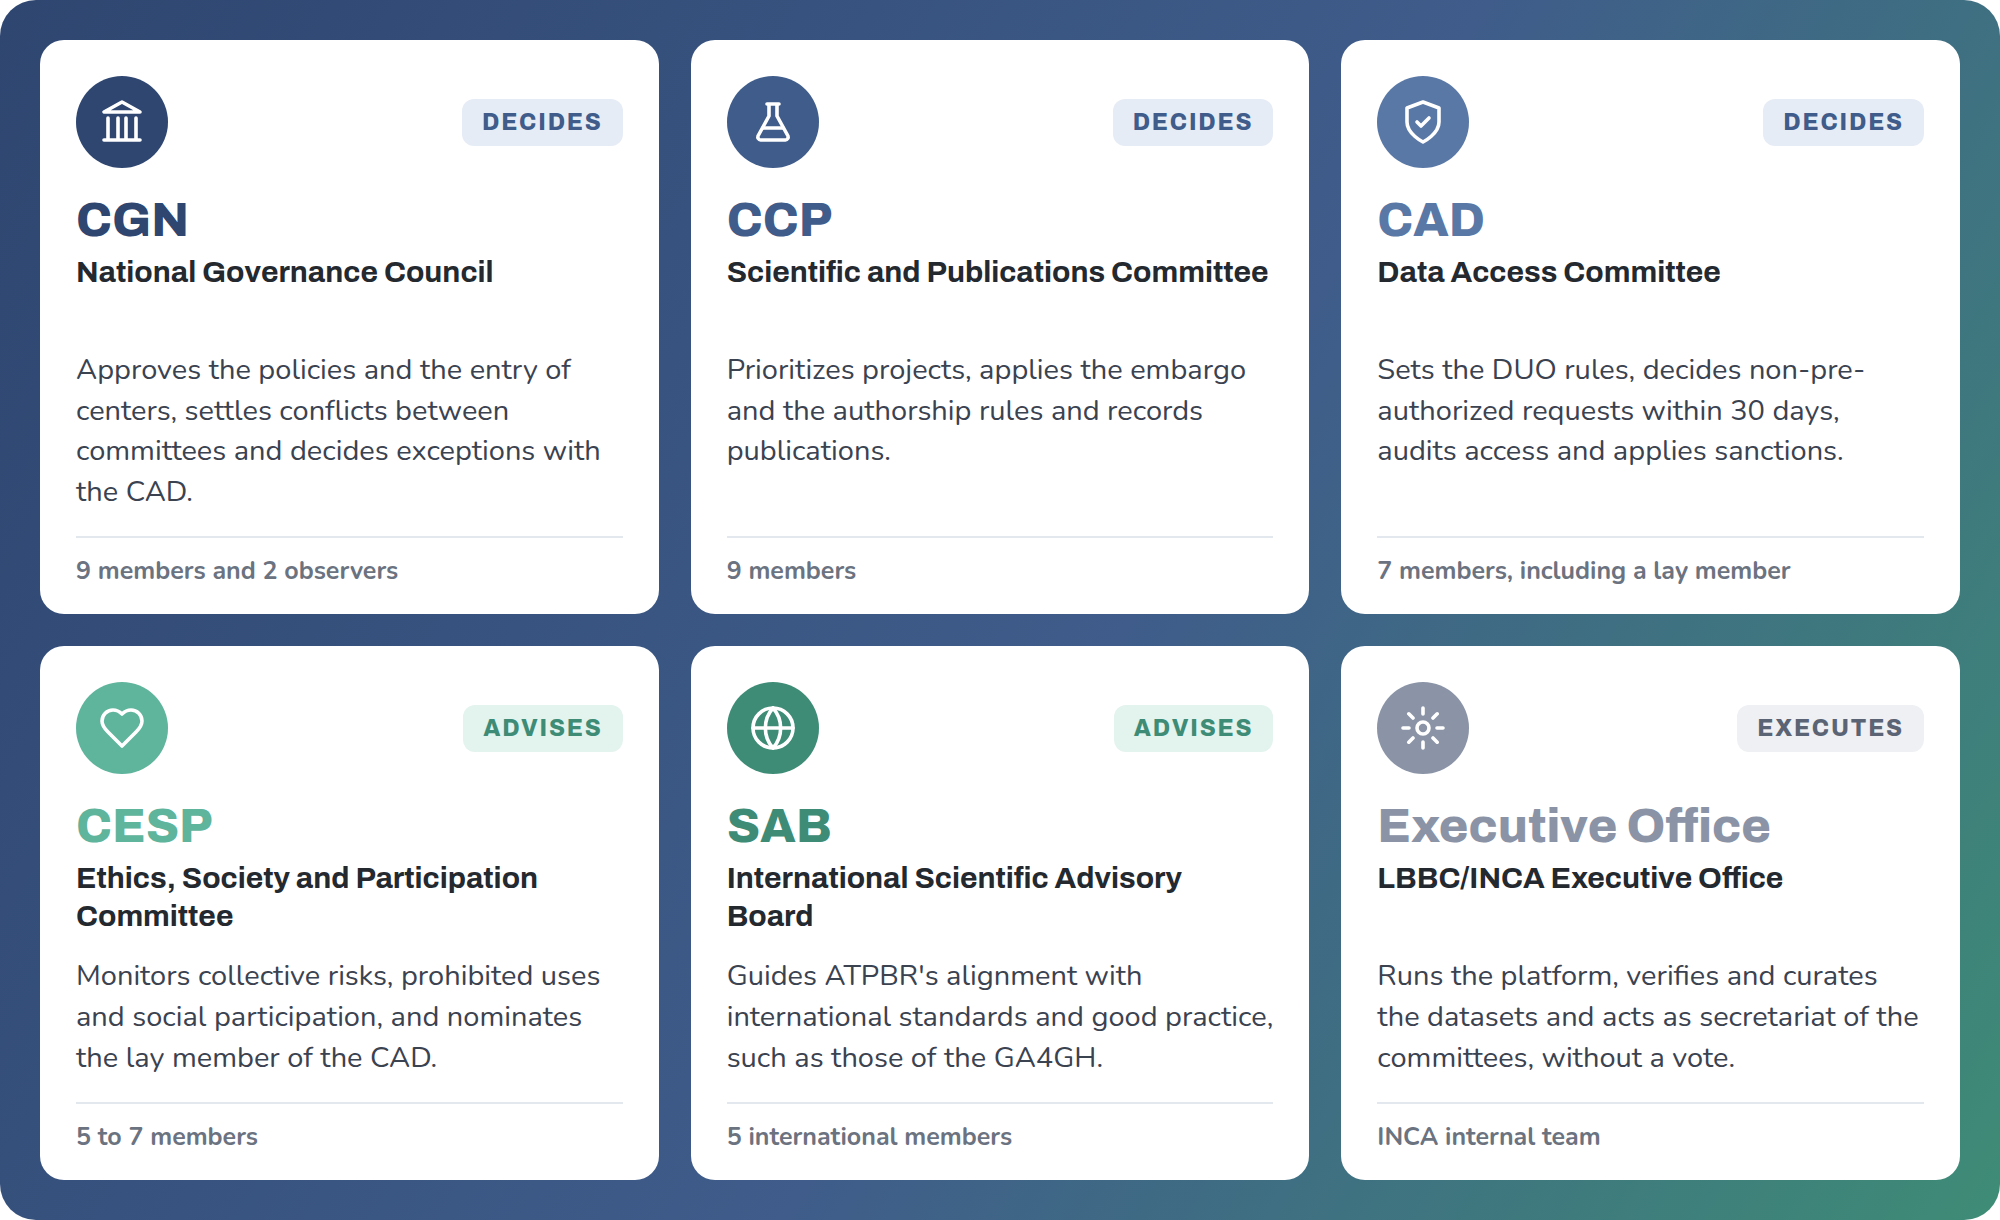 DECIDES
CGN
National Governance Council
Approves the policies and the entry of
centers, settles conflicts between
committees and decides exceptions with
the CAD.
9 members and 2 observers
DECIDES
CCP
Scientific and Publications Committee
Prioritizes projects, applies the embargo
and the authorship rules and records
publications.
9 members
DECIDES
CAD
Data Access Committee
Sets the DUO rules, decides non-pre-
authorized requests within 30 days,
audits access and applies sanctions.
7 members, including a lay member
ADVISES
CESP
Ethics, Society and Participation
Committee
Monitors collective risks, prohibited uses
and social participation, and nominates
the lay member of the CAD.
5 to 7 members
ADVISES
SAB
International Scientific Advisory
Board
Guides ATPBR's alignment with
international standards and good practice,
such as those of the GA4GH.
5 international members
EXECUTES
Executive Office
LBBC/INCA Executive Office
Runs the platform, verifies and curates
the datasets and acts as secretariat of the
committees, without a vote.
INCA internal team